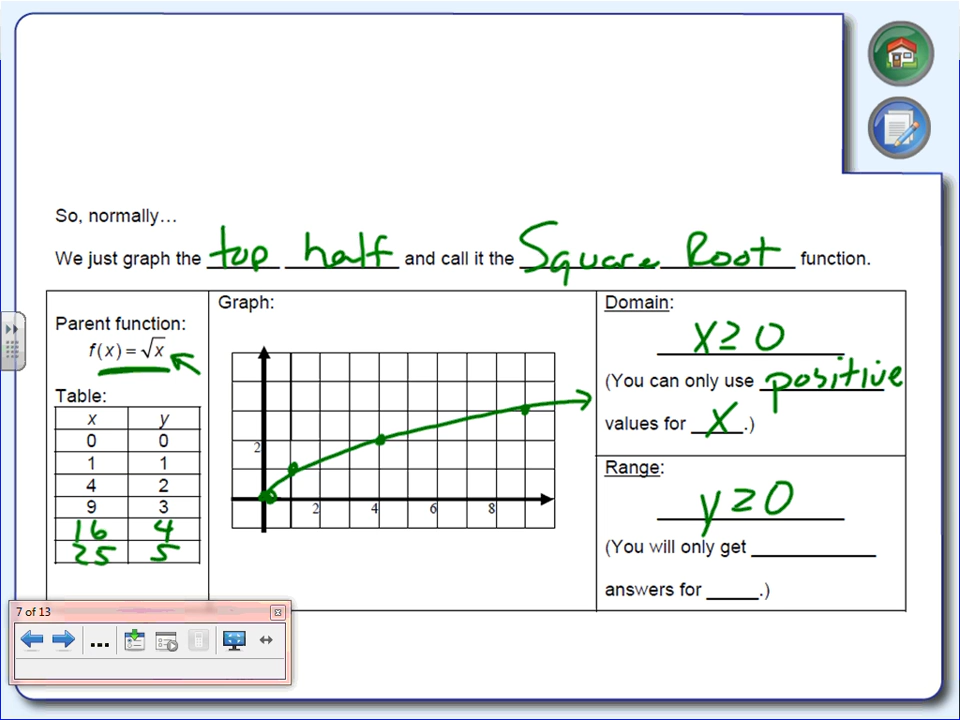 So, normally…
We just graph the top half and call it the Square Root function.
Parent function:
f(x) = √x
Table:
x y
0 0
1 1
4 2
9 3
16 4
25 5
Graph:
2
2 4 6 8
Domain:
x ≥ 0
(You can only use positive
values for x.)
Range:
y ≥ 0
(You will only get ______
answers for ____.)
7 of 13
...